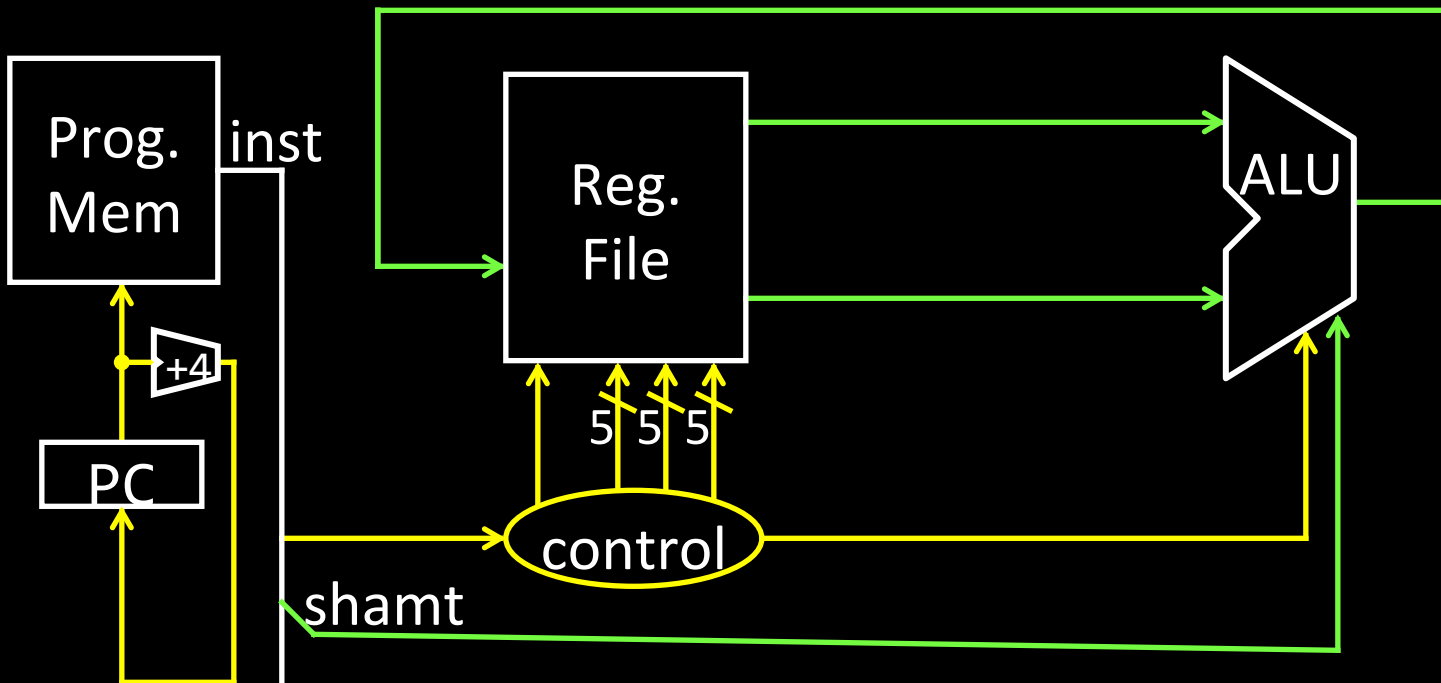 Prog.
Mem
inst
Reg.
File
ALU
+4
5 5 5
PC
control
shamt